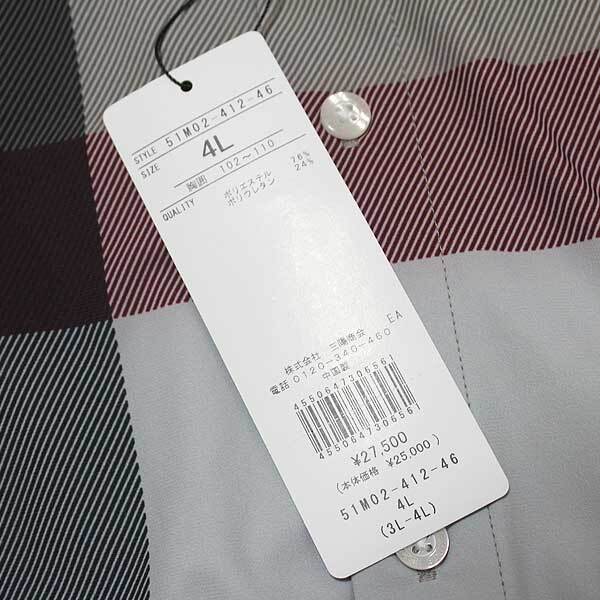 STYLE 51M02-412-46
SIZE 4L
胸囲 102～110
QUALITY ポリエステル 76%
ポリウレタン 24%
EA
株式会社 三陽商会
電話 0120-340-460
中国製
4550647306561
4550647306561
¥27,500
(本体価格 ¥25,000)
51M02-412-46
4L
(3L-4L)